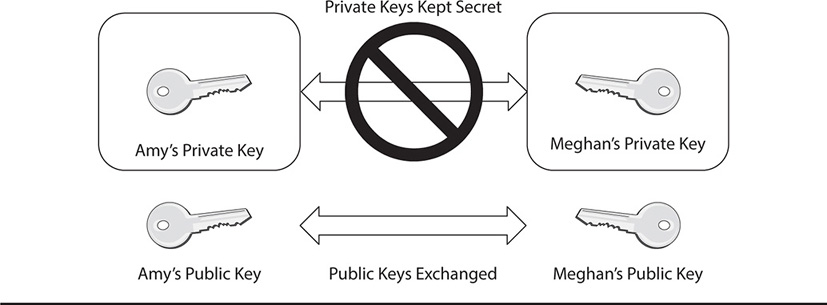 Private Keys Kept Secret
Amy's Private Key
Meghan's Private Key
Amy's Public Key
Public Keys Exchanged
Meghan's Public Key